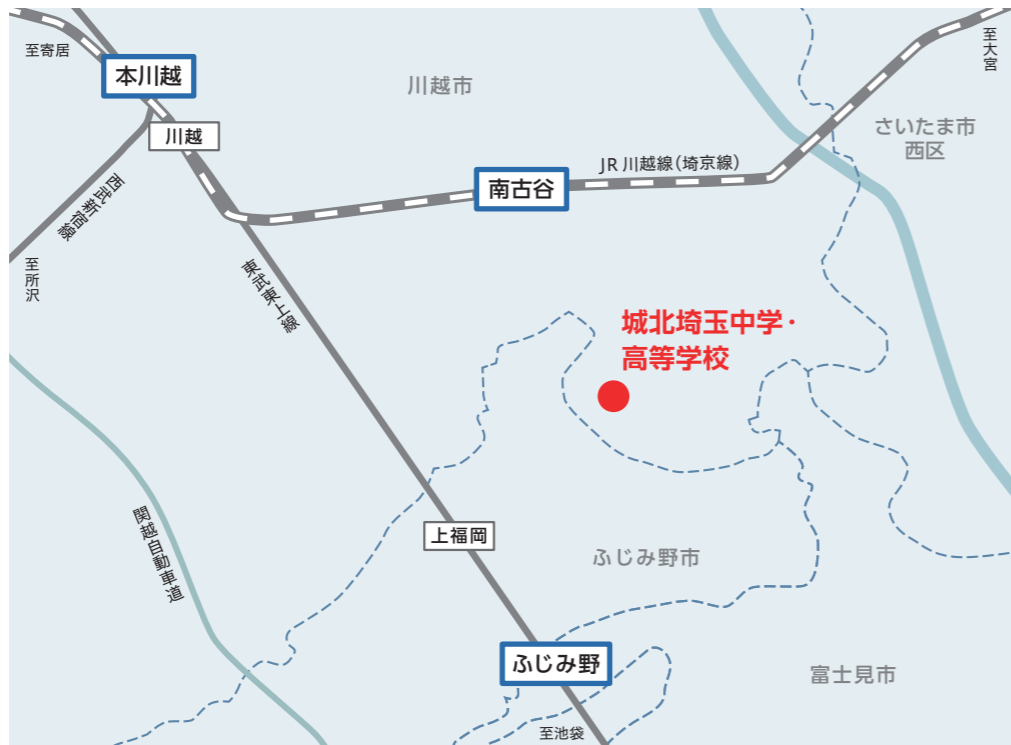 至寄居
本川越
川越市
至大宮
川越
さいたま市
西区
JR川越線(埼京線)
南古谷
西武新宿線
至所沢
東武東上線
城北埼玉中学・
高等学校
関越自動車道
上福岡
ふじみ野市
ふじみ野
富士見市
至池袋